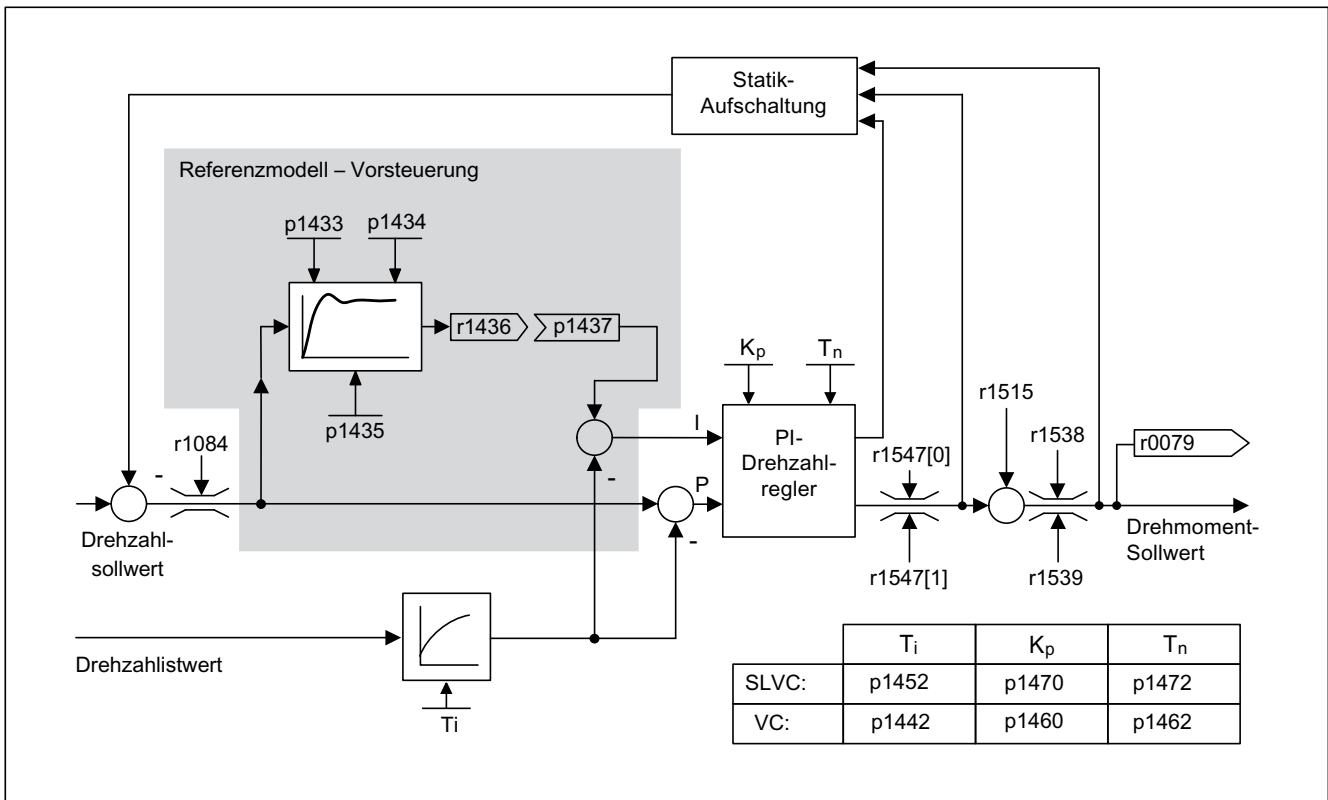 Statik-
Aufschaltung
Referenzmodell – Vorsteuerung
p1433
p1434
r1436
p1437
p1435
Kp
Tn
r1084
r1515
I
PI-
Drehzahl-
regler
r1547[0]
r1538
r0079
-
-
P
-
Drehzahl-
sollwert
r1547[1]
r1539
Drehmoment-
Sollwert
Drehzahlistwert
Ti
Ti Kp Tn
SLVC: p1452 p1470 p1472
VC: p1442 p1460 p1462